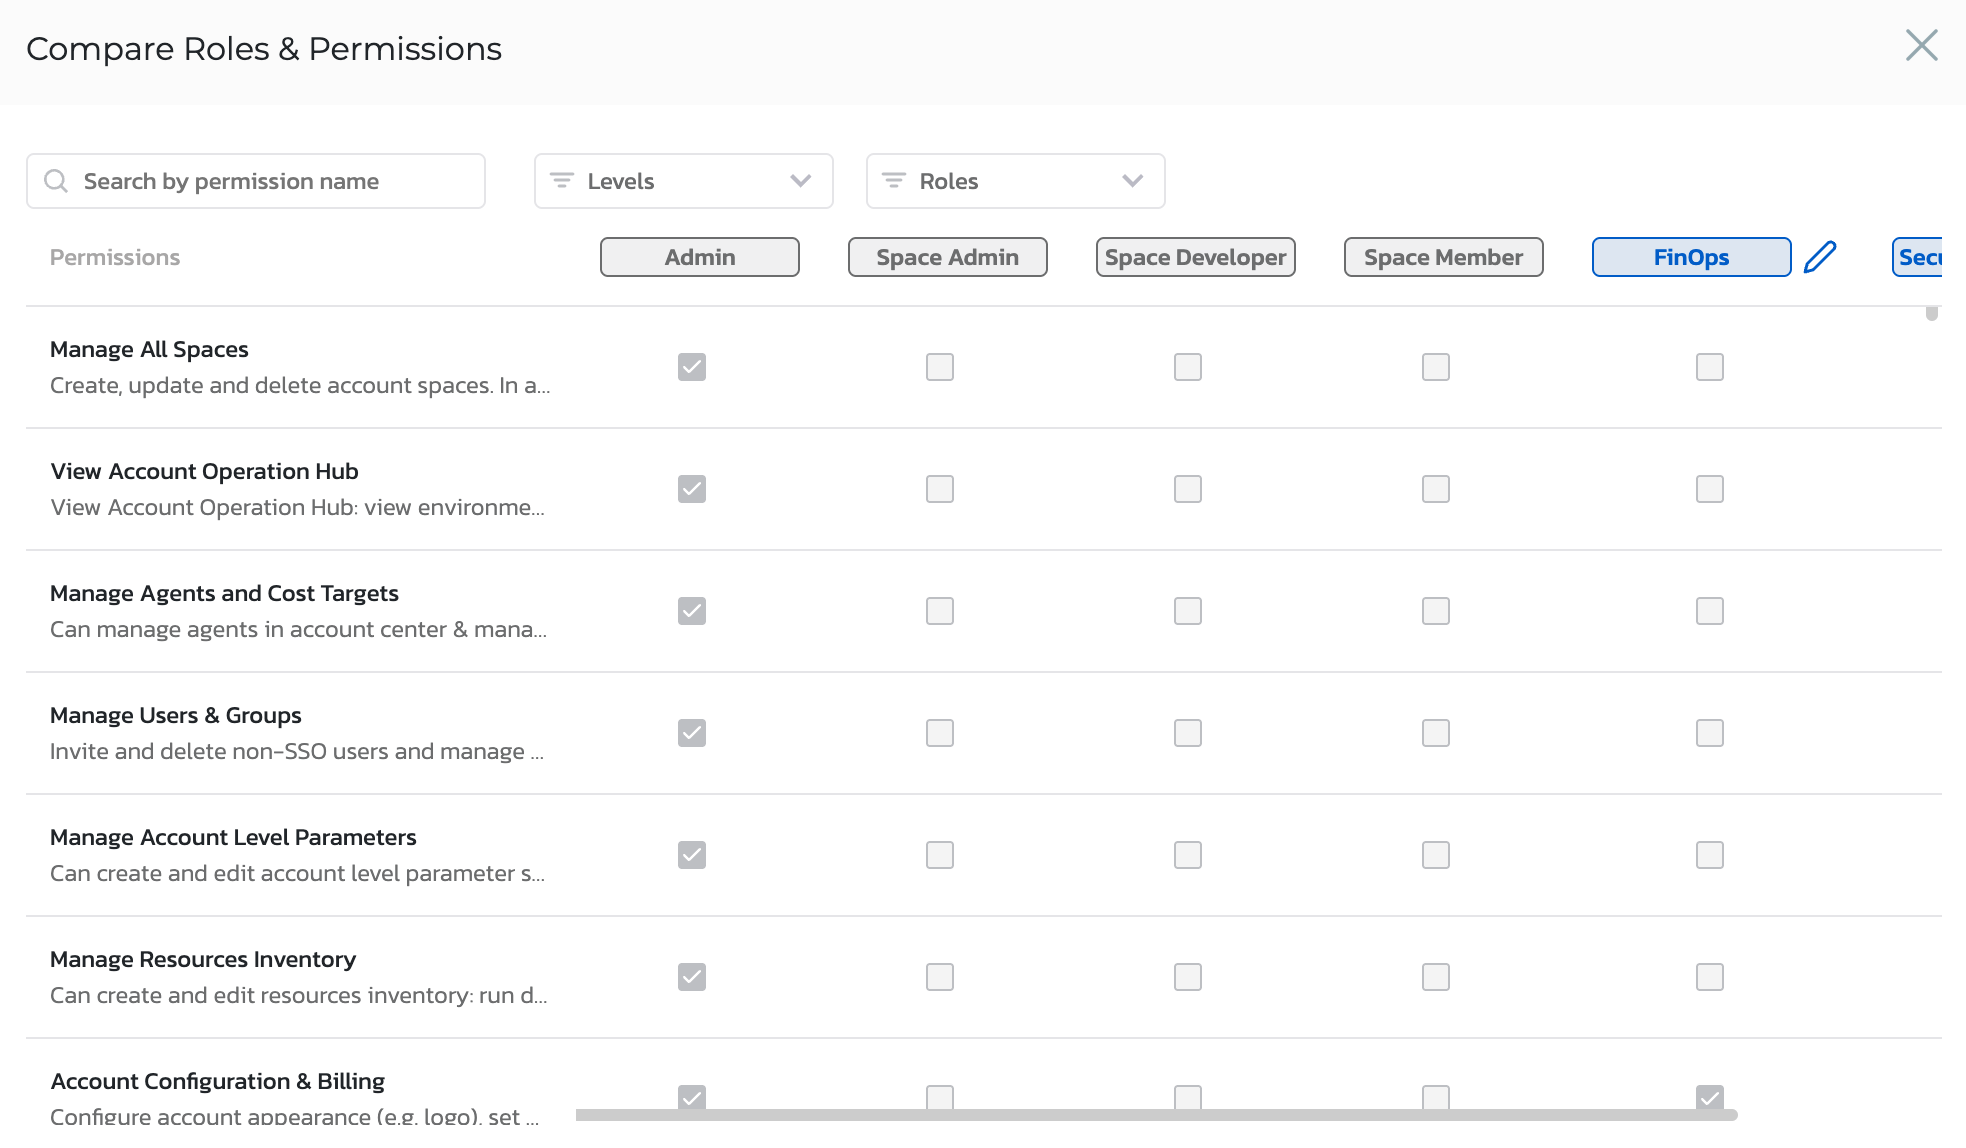 Compare Roles & Permissions
Search by permission name
Levels
Roles
Permissions
Admin
Space Admin
Space Developer
Space Member
FinOps
Manage All Spaces
Create, update and delete account spaces. In a...
View Account Operation Hub
View Account Operation Hub: view environme...
Manage Agents and Cost Targets
Can manage agents in account center & mana...
Manage Users & Groups
Invite and delete non-SSO users and manage ...
Manage Account Level Parameters
Can create and edit account level parameter s...
Manage Resources Inventory
Can create and edit resources inventory: run d...
Account Configuration & Billing
Configure account appearance (e.g. logo), set ...